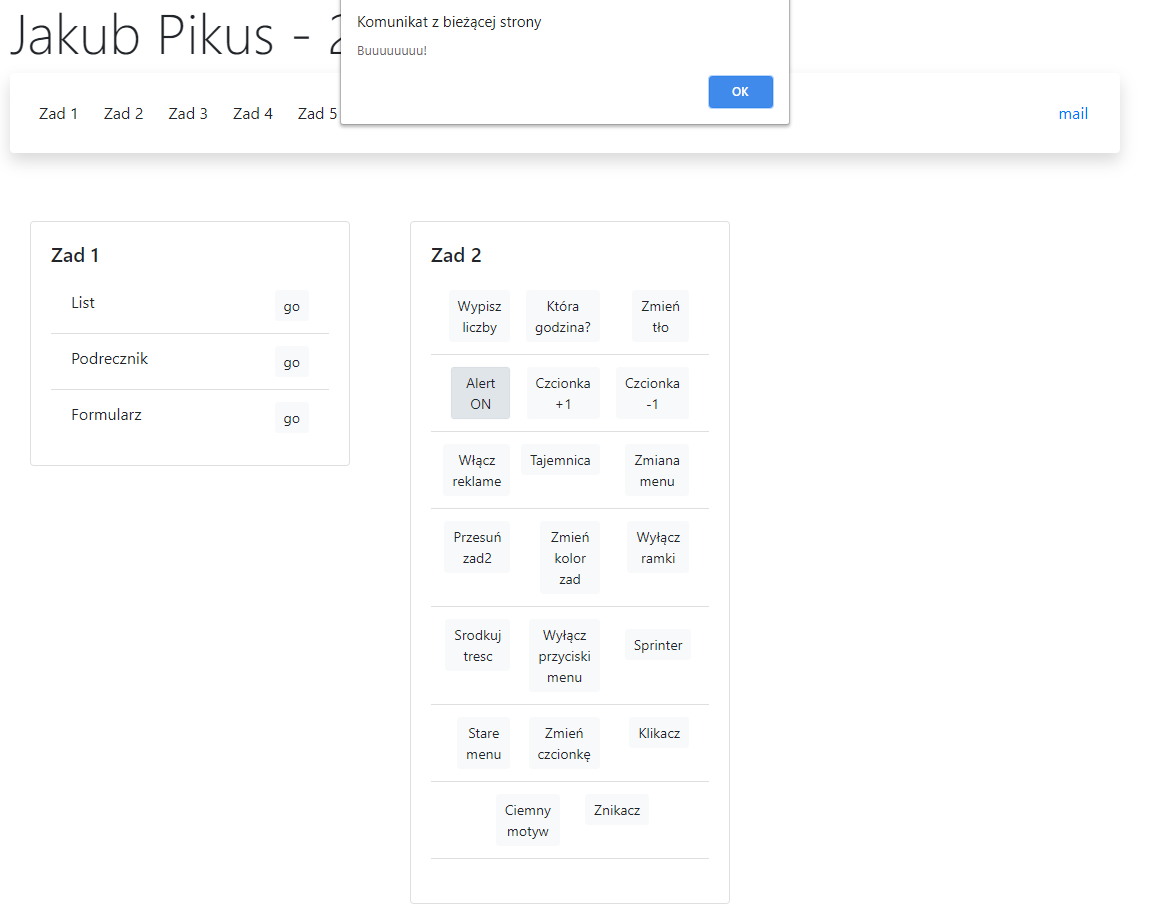 Jakub Pikus - 2
Komunikat z bieżącej strony
Buuuuuuuu!
OK
Zad 1 Zad 2 Zad 3 Zad 4 Zad 5 mail
Zad 1
List go
Podrecznik go
Formularz go
Zad 2
Wypisz Która Zmień
liczby godzina? tło
Alert Czcionka Czcionka
ON +1 -1
Włącz Tajemnica Zmiana
reklame menu
Przesuń Zmień Wyłącz
zad2 kolor ramki
zad
Srodkuj Wyłącz Sprinter
tresc przyciski
menu
Stare Zmień Klikacz
menu czcionkę
Ciemny Znikacz
motyw